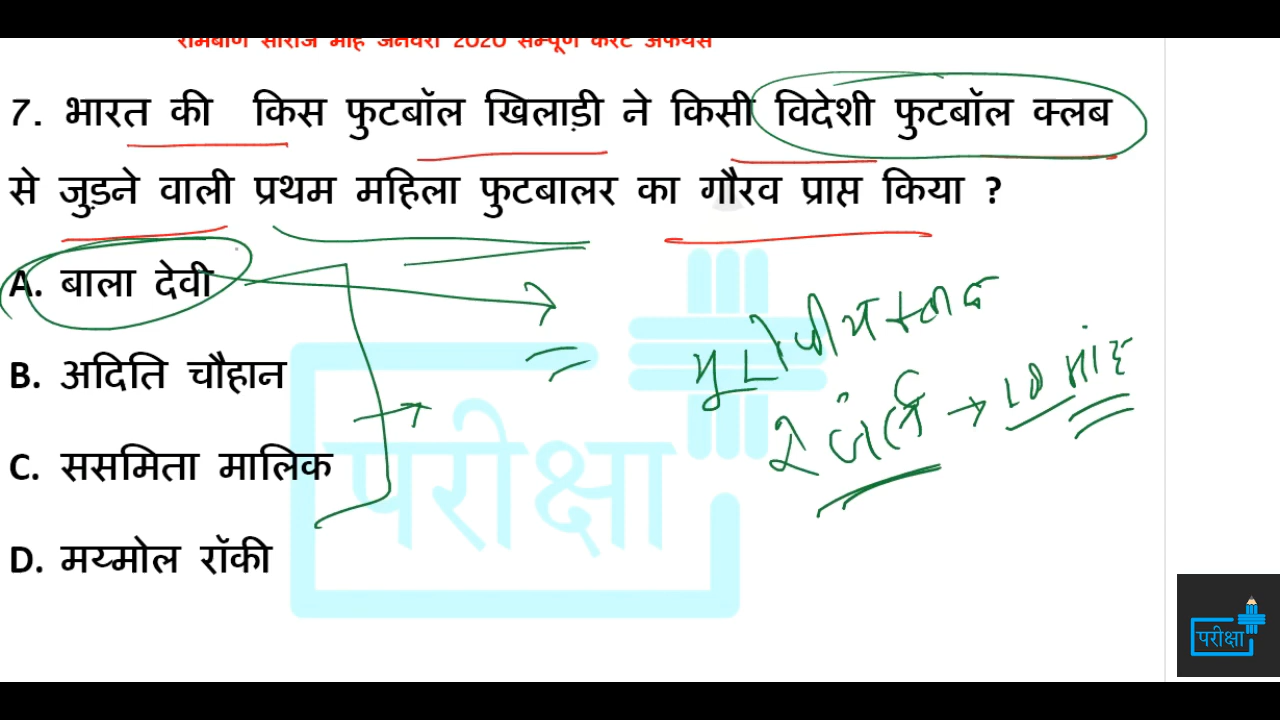 रामबाण सीरीज माह जनवरी 2020 सम्पूर्ण करेंट अफेयर्स
7. भारत की किस फुटबॉल खिलाड़ी ने किसी विदेशी फुटबॉल क्लब
से जुड़ने वाली प्रथम महिला फुटबालर का गौरव प्राप्त किया ?
A. बाला देवी
B. अदिति चौहान
C. ससमिता मालिक
D. मय्मोल रॉकी
परीक्षा
18 माह
परीक्षा